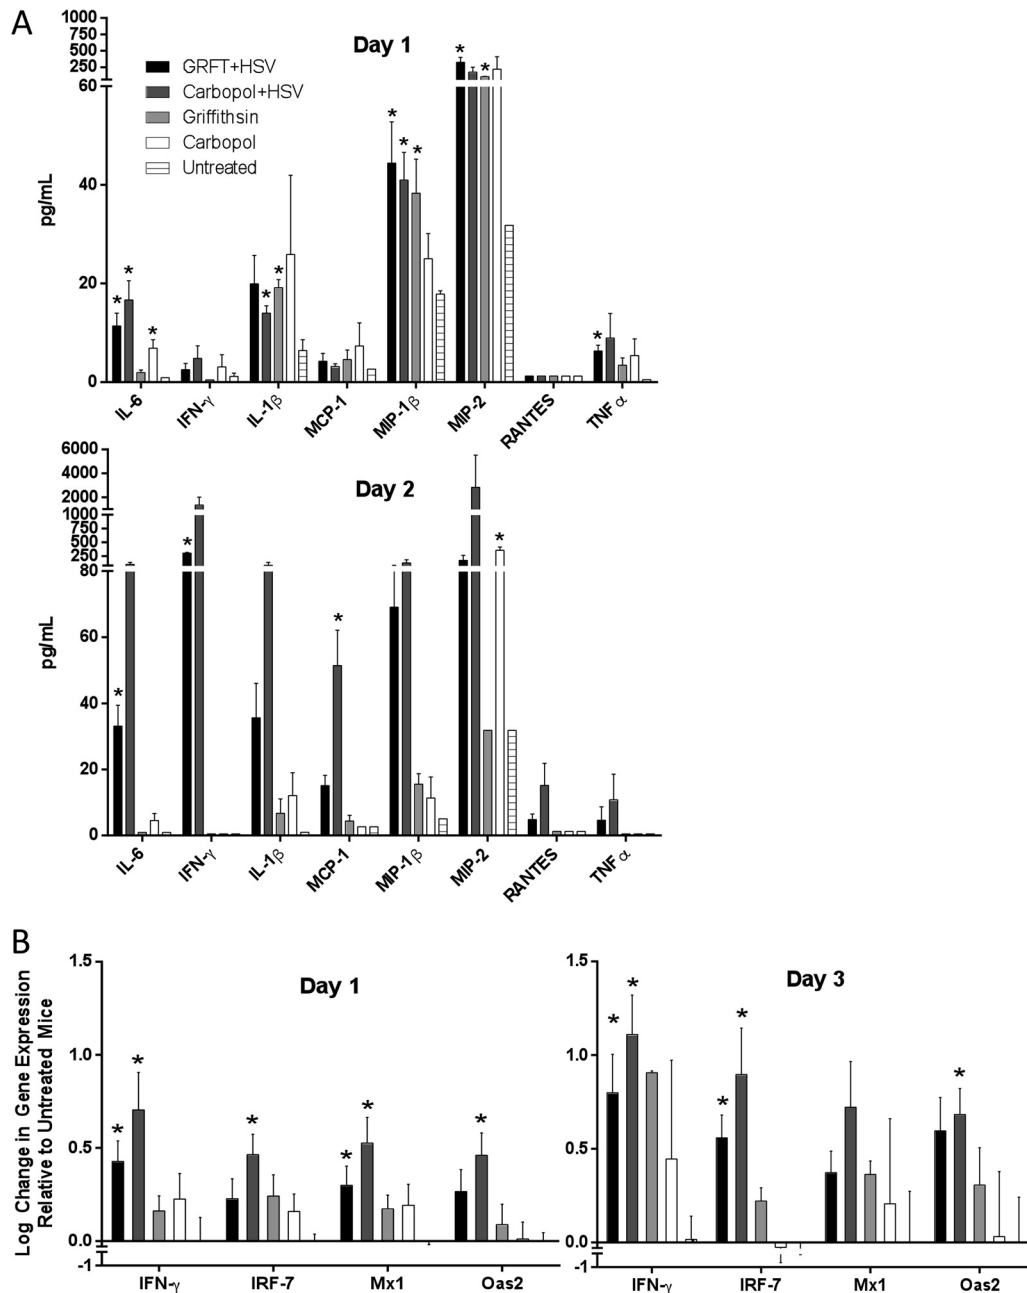 A
Day 1
GRFT+HSV
Carbopol+HSV
Griffithsin
Carbopol
Untreated
pg/mL
1000
750
500
250
60
40
20
0
* * * * * * * * * * *
IL-6 IFN-γ IL-1β MCP-1 MIP-1β MIP-2 RANTES TNFα
Day 2
pg/mL
6000
4000
2000
1000
750
500
250
80
60
40
20
0
* * * *
IL-6 IFN-γ IL-1β MCP-1 MIP-1β MIP-2 RANTES TNFα
B
Day 1
Log Change in Gene Expression
Relative to Untreated Mice
1.5
1.0
0.5
0.0
-1
* * * * * *
IFN-γ IRF-7 Mx1 Oas2
Day 3
1.5
1.0
0.5
0.0
-1
* * * * *
IFN-γ IRF-7 Mx1 Oas2